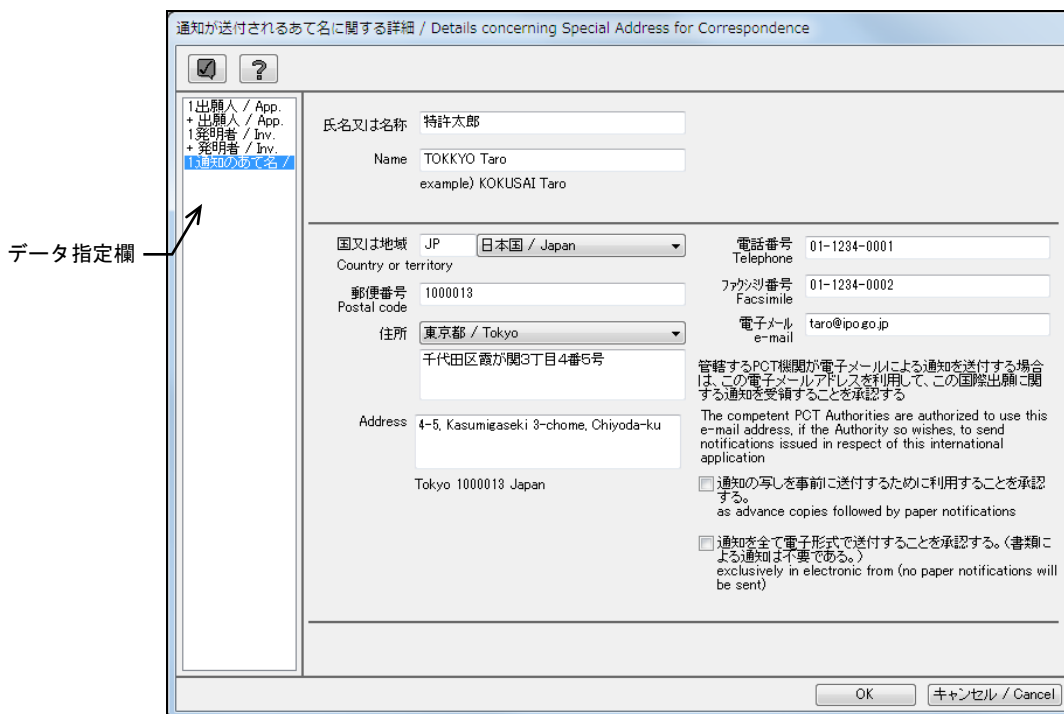 通知が送付されるあて名に関する詳細 / Details concerning Special Address for Correspondence
?
1出願人 / App.
+ 出願人 / App.
1発明者 / Inv.
+ 発明者 / Inv.
1通知のあて名 /
データ指定欄
氏名又は名称 特許太郎
Name TOKKYO Taro
example) KOKUSAI Taro
国又は地域 JP 日本国 / Japan
Country or territory
郵便番号 1000013
Postal code
住所 東京都 / Tokyo
千代田区霞が関3丁目4番5号
Address 4-5, Kasumigaseki 3-chome, Chiyoda-ku
Tokyo 1000013 Japan
電話番号 01-1234-0001
Telephone
ファクシミリ番号 01-1234-0002
Facsimile
電子メール taro@ipo.go.jp
e-mail
管轄するPCT機関が電子メールによる通知を送付する場合
は、この電子メールアドレスを利用して、この国際出願に関
する通知を受領することを承認する
The competent PCT Authorities are authorized to use this
e-mail address, if the Authority so wishes, to send
notifications issued in respect of this international
application
通知の写しを事前に送付するために利用することを承認
する。
as advance copies followed by paper notifications
通知を全て電子形式で送付することを承認する。（書類に
よる通知は不要である。）
exclusively in electronic from (no paper notifications will
be sent)
OK キャンセル / Cancel